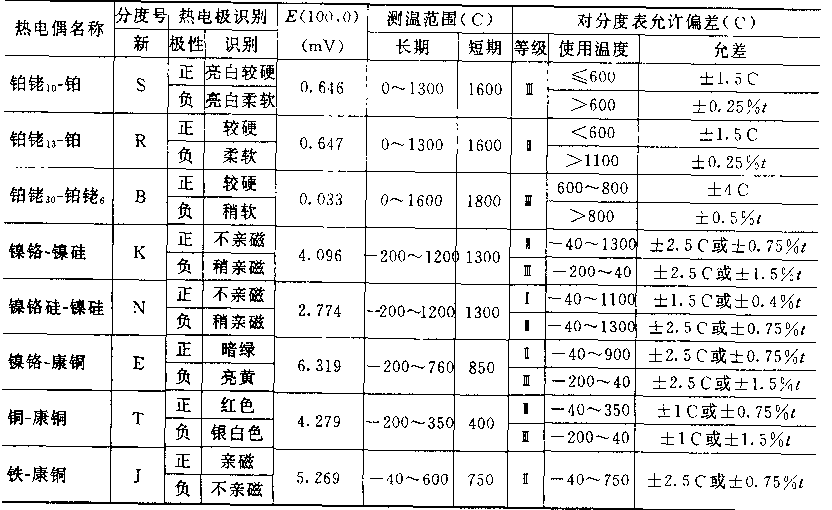 热电偶名称 分度号 热电极识别 E(100,0) 测温范围(C) 对分度表允许偏差(C)
新 极性 识别 (mV) 长期 短期 等级 使用温度 允差
铂铑₁₀-铂 S 正 亮白较硬 0.646 0~1300 1600 Ⅲ ≤600 ±1.5C
负 亮白柔软 >600 ±0.25%t
铂铑₁₃-铂 R 正 较硬 0.647 0~1300 1600 Ⅱ <600 ±1.5C
负 柔软 >1100 ±0.25%t
铂铑₃₀-铂铑₆ B 正 较硬 0.033 0~1600 1800 Ⅲ 600~800 ±4C
负 稍软 >800 ±0.5%t
镍铬-镍硅 K 正 不亲磁 4.096 -200~1200 1300 Ⅱ -40~1300 ±2.5C或±0.75%t
负 稍亲磁 Ⅲ -200~40 ±2.5C或±1.5%t
镍铬硅-镍硅 N 正 不亲磁 2.774 -200~1200 1300 Ⅰ -40~1100 ±1.5C或±0.4%t
负 稍亲磁 Ⅱ -40~1300 ±2.5C或±0.75%t
镍铬-康铜 E 正 暗绿 6.319 -200~760 850 Ⅱ -40~900 ±2.5C或±0.75%t
负 亮黄 Ⅲ -200~40 ±2.5C或±1.5%t
铜-康铜 T 正 红色 4.279 -200~350 400 Ⅱ -40~350 ±1C或±0.75%t
负 银白色 Ⅲ -200~40 ±1C或±1.5%t
铁-康铜 J 正 亲磁 5.269 -40~600 750 Ⅱ -40~750 ±2.5C或±0.75%t
负 不亲磁